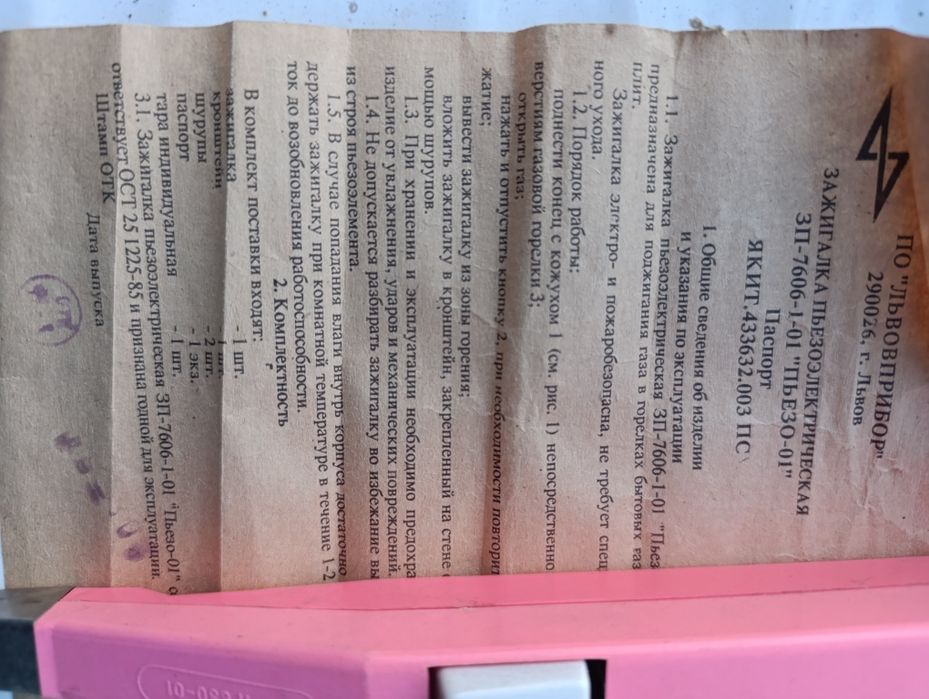 ПО "ЛЬВОВПРИБОР"
290026, г. Львов
ЗАЖИГАЛКА ПЬЕЗОЭЛЕКТРИЧЕСКАЯ
ЗП-7606-1-01 "ПЬЕЗО-01"
Паспорт
ЯКИТ.433632.003 ПС
1. Общие сведения об изделии
и указания по эксплуатации
1.1. Зажигалка пьезоэлектрическая ЗП-7606-1-01 "Пьез
предназначена для поджигания газа в горелках бытовых газ
плит.
Зажигалка электро- и пожаробезопасна, не требует спец
ного ухода.
1.2. Порядок работы:
поднести конец с кожухом 1 (см. рис. 1) непосредственно
верстиям газовой горелки 3;
открыть газ;
нажать и отпустить кнопку 2, при необходимости повторит
жатие;
вывести зажигалку из зоны горения;
вложить зажигалку в кронштейн, закрепленный на стене с
мощью шурупов.
1.3. При хранении и эксплуатации необходимо предохра
изделие от увлажнения, ударов и механических повреждений.
1.4. Не допускается разбирать зажигалку во избежание вы
из строя пьезоэлемента.
1.5. В случае попадания влаги внутрь корпуса достаточно
держать зажигалку при комнатной температуре в течение 1-2
ток до возобновления работоспособности.
2. Комплектность
В комплект поставки входят:
зажигалка - 1 шт.
кронштейн 1 шт.
шурупы - 2 шт.
паспорт - 1 экз.
тара индивидуальная - 1 шт.
3.1. Зажигалка пьезоэлектрическая ЗП-7606-1-01 "Пьезо-01" с
ответствует ОСТ 25 1225-85 и признана годной для эксплуатации.
Штамп ОТК Дата выпуска